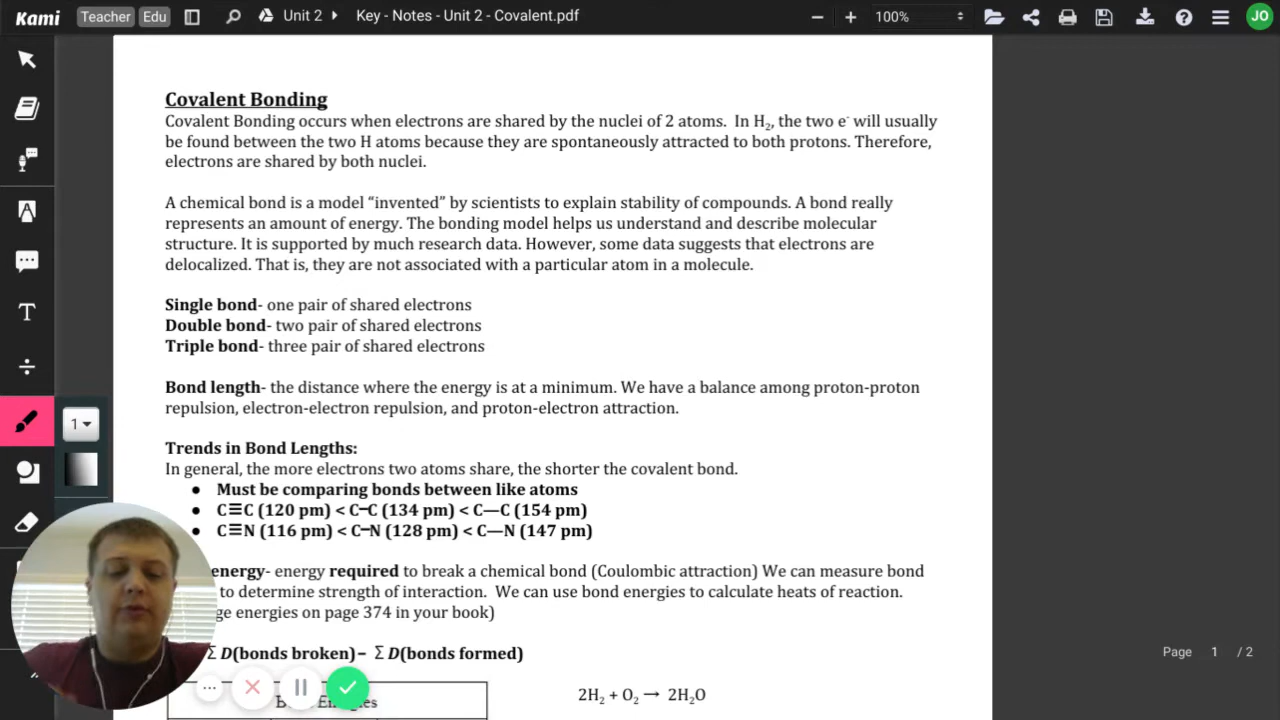 Kami Teacher Edu Unit 2 Key - Notes - Unit 2 - Covalent.pdf 100% JO
Covalent Bonding
Covalent Bonding occurs when electrons are shared by the nuclei of 2 atoms. In H₂, the two e⁻ will usually
be found between the two H atoms because they are spontaneously attracted to both protons. Therefore,
electrons are shared by both nuclei.
A chemical bond is a model “invented” by scientists to explain stability of compounds. A bond really
represents an amount of energy. The bonding model helps us understand and describe molecular
structure. It is supported by much research data. However, some data suggests that electrons are
delocalized. That is, they are not associated with a particular atom in a molecule.
Single bond- one pair of shared electrons
Double bond- two pair of shared electrons
Triple bond- three pair of shared electrons
1
Bond length- the distance where the energy is at a minimum. We have a balance among proton-proton
repulsion, electron-electron repulsion, and proton-electron attraction.
Trends in Bond Lengths:
In general, the more electrons two atoms share, the shorter the covalent bond.
● Must be comparing bonds between like atoms
● C≡C (120 pm) < C=C (134 pm) < C—C (154 pm)
● C≡N (116 pm) < C=N (128 pm) < C—N (147 pm)
energy- energy required to break a chemical bond (Coulombic attraction) We can measure bond
to determine strength of interaction. We can use bond energies to calculate heats of reaction.
energies on page 374 in your book)
Σ D(bonds broken) – Σ D(bonds formed)
Page 1 / 2
2H₂ + O₂ → 2H₂O